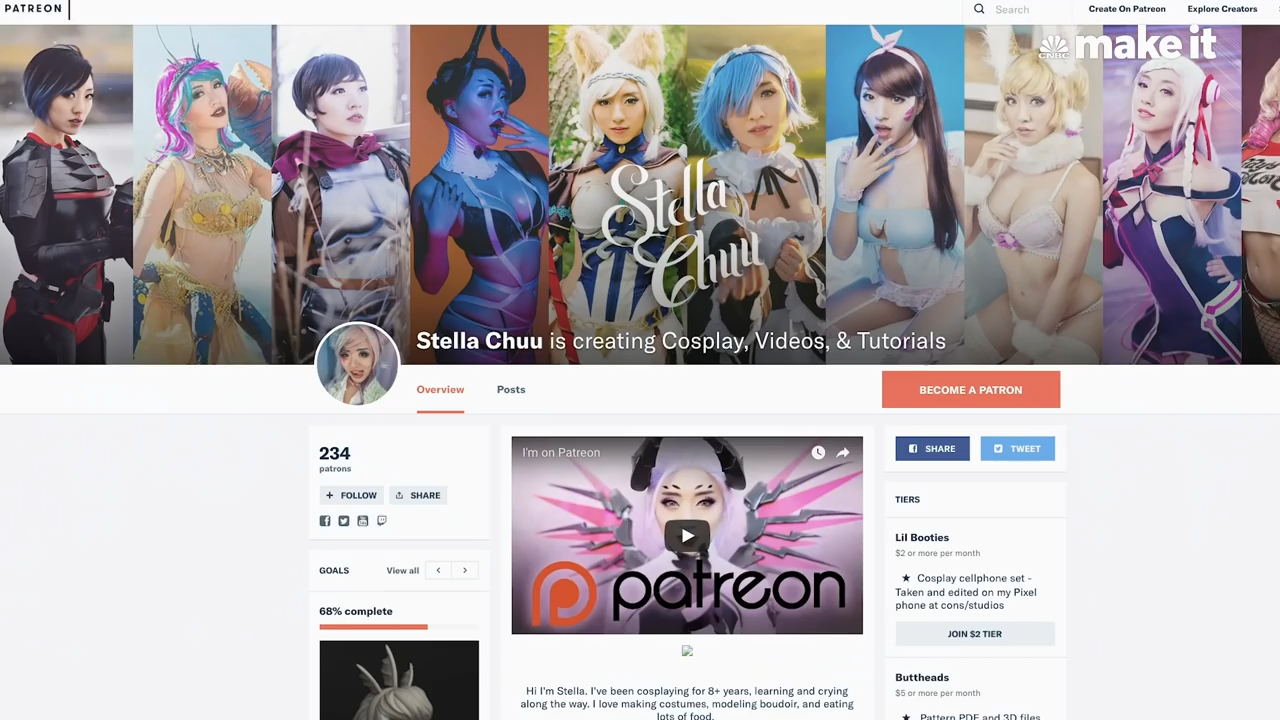 PATREON
Search
Create On Patreon
Explore Creators
CNBC
make it
Stella
Chuu
Stella Chuu is creating Cosplay, Videos, & Tutorials
Overview
Posts
BECOME A PATRON
234
patrons
+ FOLLOW
SHARE
GOALS
View all
68% complete
I'm on Patreon
patreon
Hi I'm Stella. I've been cosplaying for 8+ years, learning and crying
along the way. I love making costumes, modeling boudoir, and eating
lots of food.
SHARE
TWEET
TIERS
Lil Booties
$2 or more per month
★ Cosplay cellphone set -
Taken and edited on my Pixel
phone at cons/studios
JOIN $2 TIER
Buttheads
$5 or more per month
★ Pattern PDF and 3D files